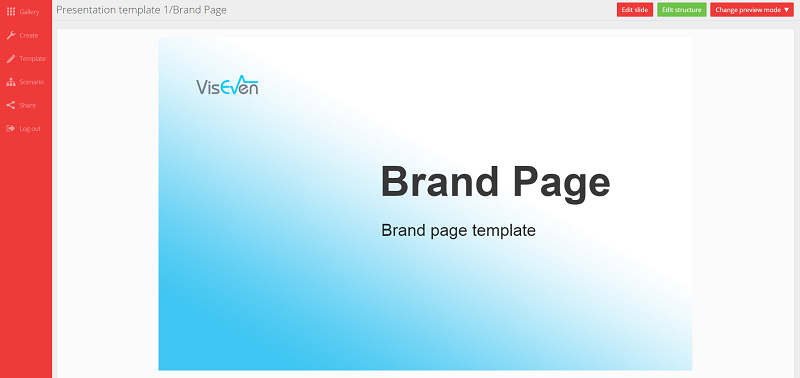 Presentation template 1/Brand Page
Edit slide
Edit structure
Change preview mode ▼
Gallery
Create
Template
Scenario
Share
Log out
VisEven
Brand Page
Brand page template